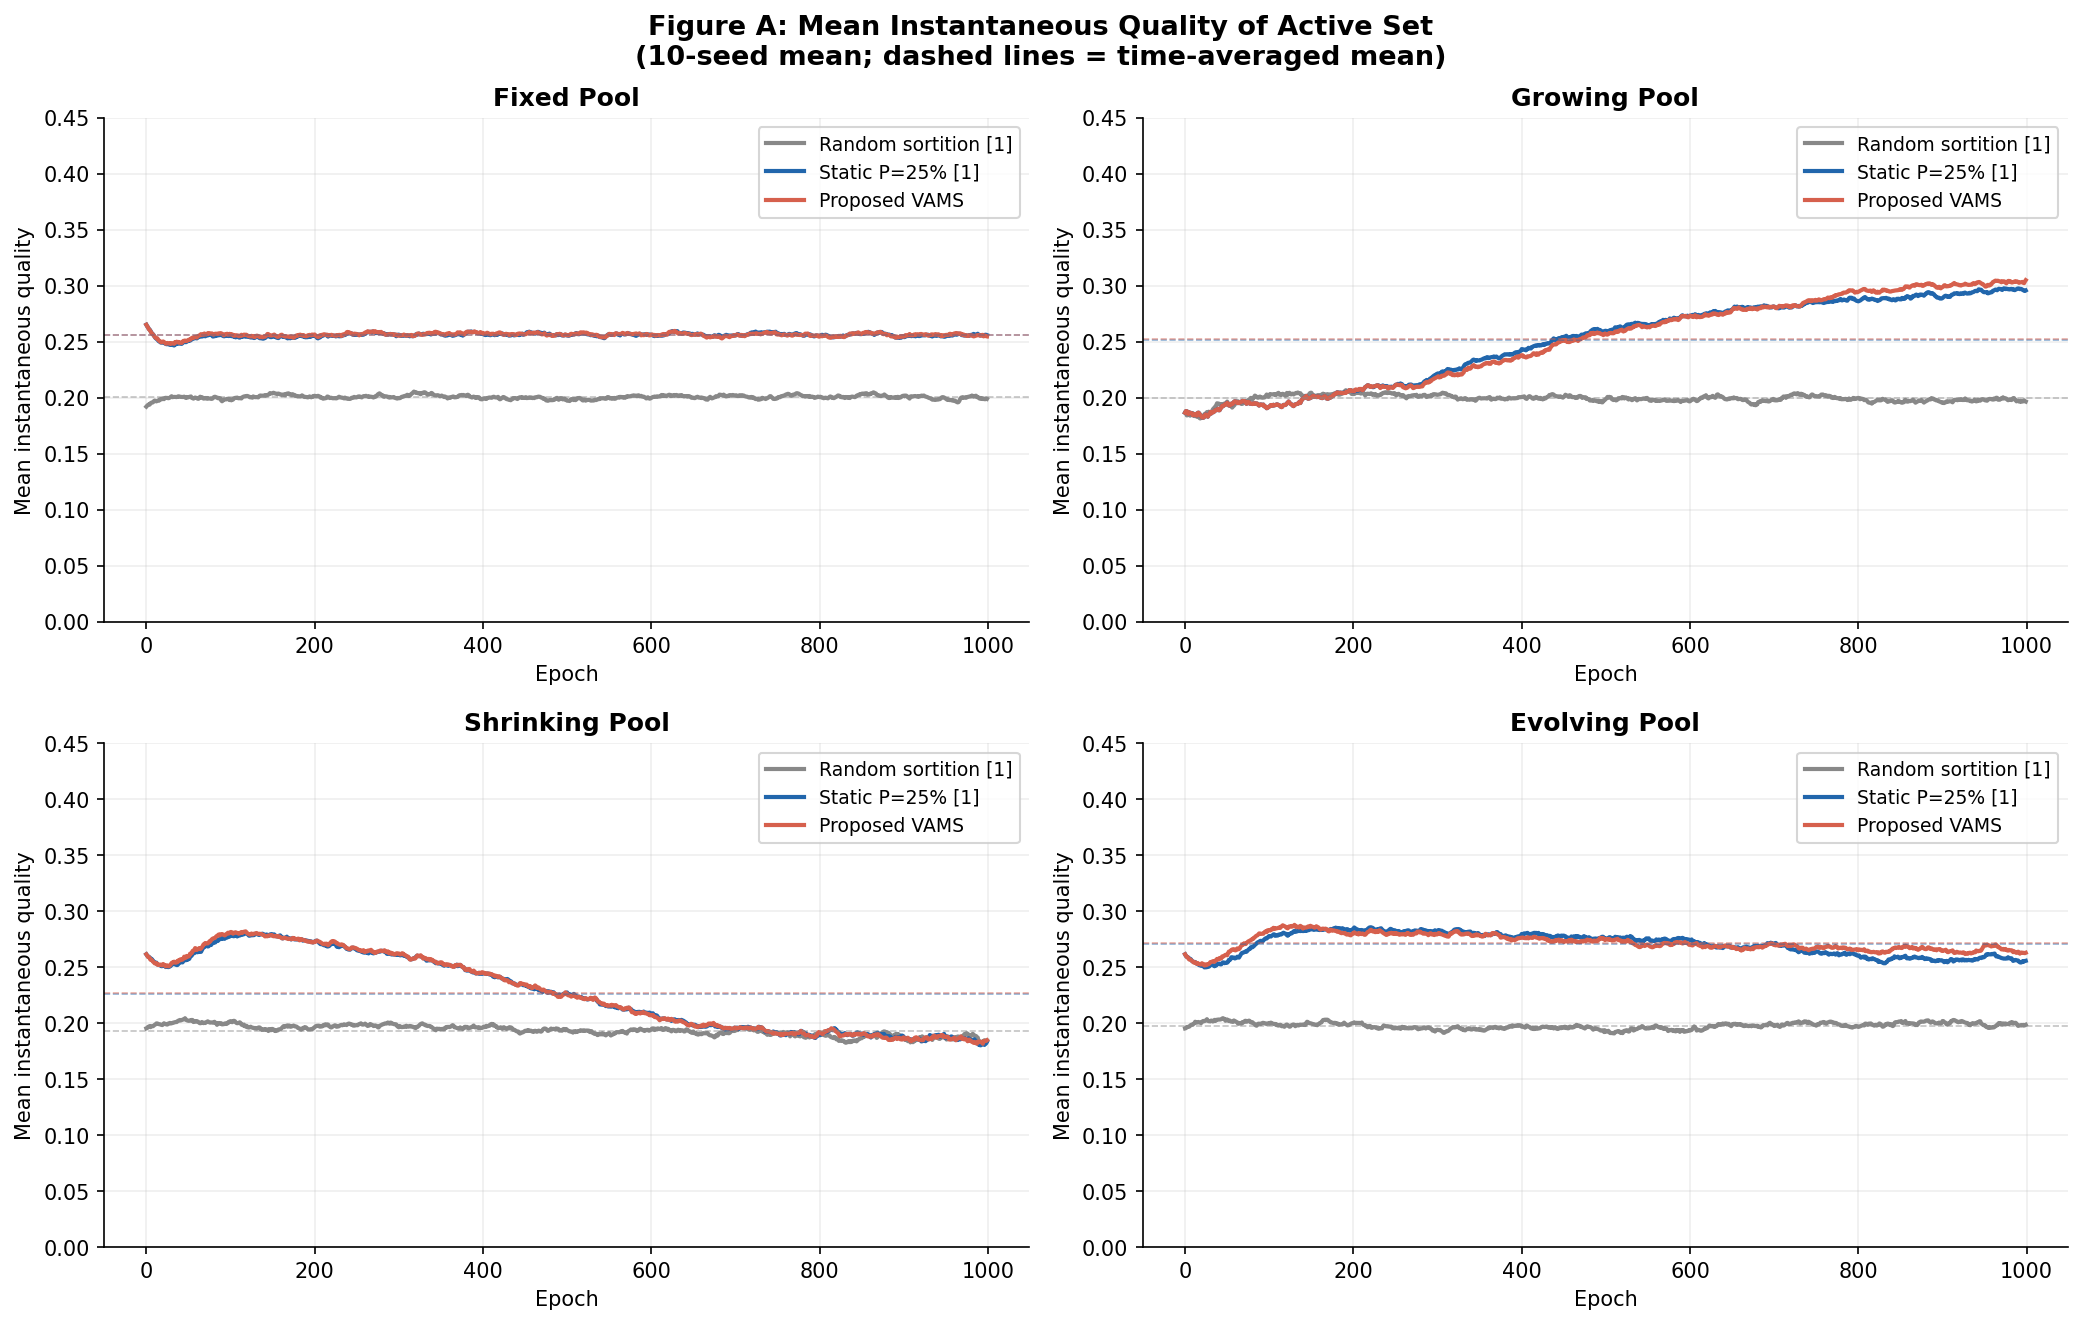 Figure A: Mean Instantaneous Quality of Active Set
(10-seed mean; dashed lines = time-averaged mean)
Fixed Pool
Mean instantaneous quality
0.45
0.40
0.35
0.30
0.25
0.20
0.15
0.10
0.05
0.00
Random sortition [1]
Static P=25% [1]
Proposed VAMS
0 200 400 600 800 1000
Epoch
Growing Pool
Mean instantaneous quality
0.45
0.40
0.35
0.30
0.25
0.20
0.15
0.10
0.05
0.00
Random sortition [1]
Static P=25% [1]
Proposed VAMS
0 200 400 600 800 1000
Epoch
Shrinking Pool
Mean instantaneous quality
0.45
0.40
0.35
0.30
0.25
0.20
0.15
0.10
0.05
0.00
Random sortition [1]
Static P=25% [1]
Proposed VAMS
0 200 400 600 800 1000
Epoch
Evolving Pool
Mean instantaneous quality
0.45
0.40
0.35
0.30
0.25
0.20
0.15
0.10
0.05
0.00
Random sortition [1]
Static P=25% [1]
Proposed VAMS
0 200 400 600 800 1000
Epoch